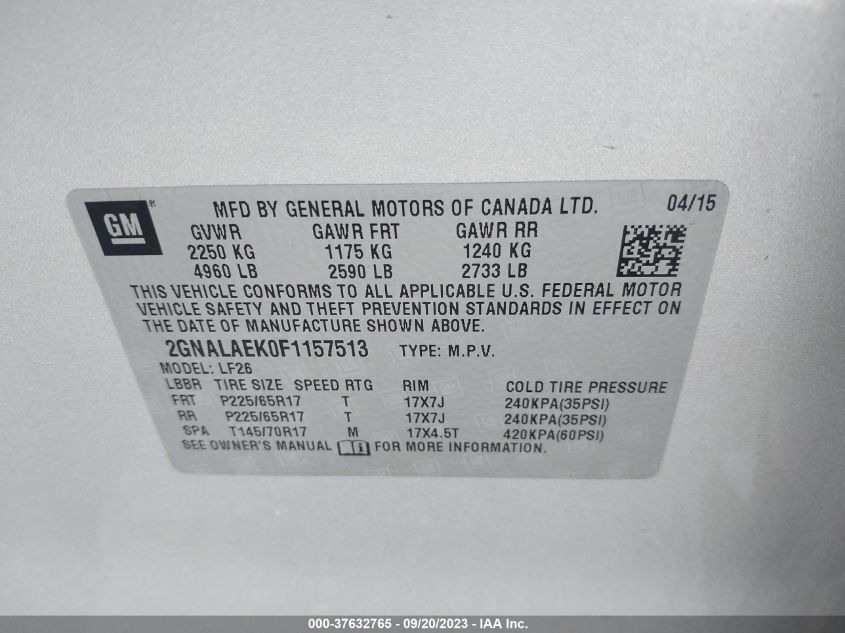 GM ® MFD BY GENERAL MOTORS OF CANADA LTD. 04/15
GVWR GAWR FRT GAWR RR
2250 KG 1175 KG 1240 KG
4960 LB 2590 LB 2733 LB
THIS VEHICLE CONFORMS TO ALL APPLICABLE U.S. FEDERAL MOTOR
VEHICLE SAFETY AND THEFT PREVENTION STANDARDS IN EFFECT ON
THE DATE OF MANUFACTURE SHOWN ABOVE.
2GNALAEK0F1157513 TYPE: M.P.V.
MODEL: LF26
LBBR TIRE SIZE SPEED RTG RIM COLD TIRE PRESSURE
FRT P225/65R17 T 17X7J 240KPA(35PSI)
RR P225/65R17 T 17X7J 240KPA(35PSI)
SPA T145/70R17 M 17X4.5T 420KPA(60PSI)
SEE OWNER'S MANUAL FOR MORE INFORMATION.
000-37632765 - 09/20/2023 - IAA Inc.